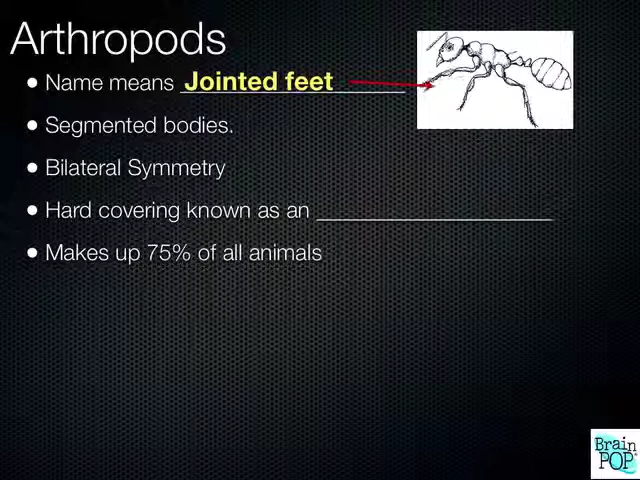 Arthropods
Name means Jointed feet
Segmented bodies.
Bilateral Symmetry
Hard covering known as an
Makes up 75% of all animals
Brain
POP